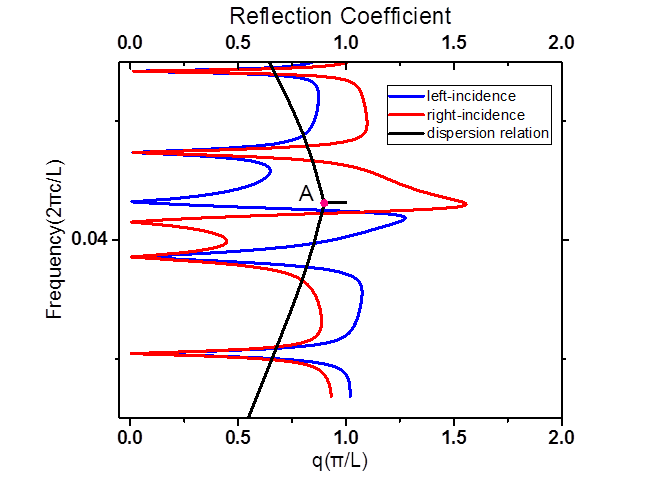 Reflection Coefficient
0.0 0.5 1.0 1.5 2.0
left-incidence
right-incidence
dispersion relation
A
Frequency(2πc/L)
0.04
0.0 0.5 1.0 1.5 2.0
q(π/L)